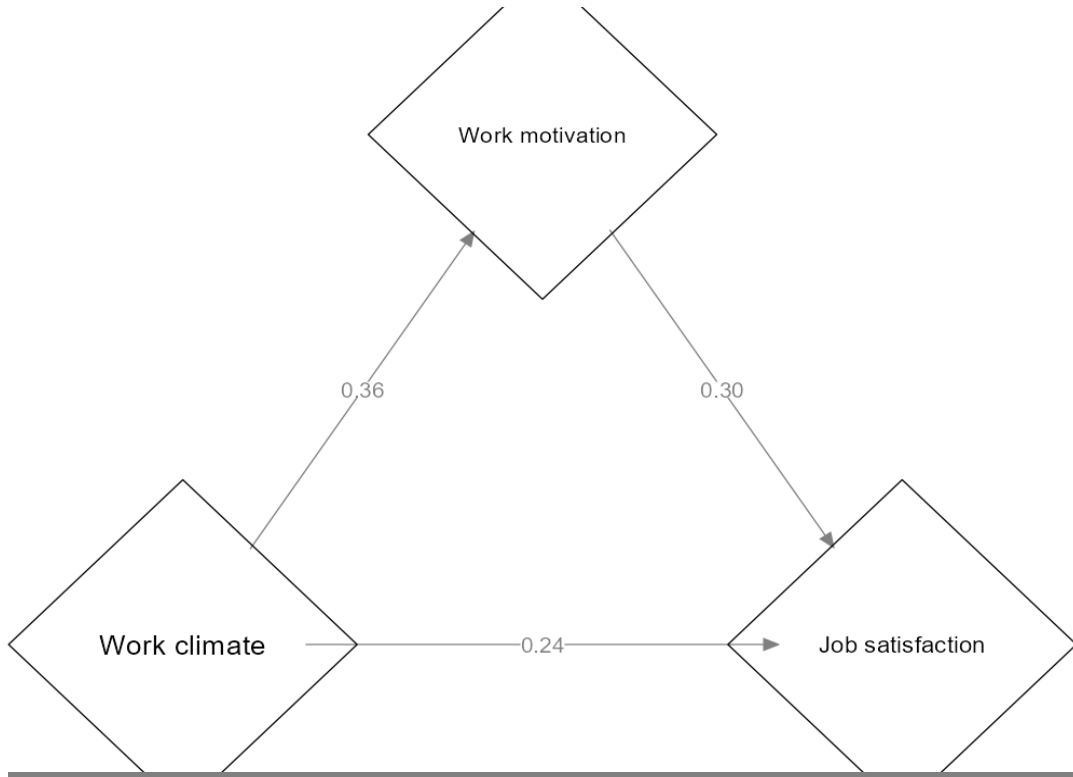 Work motivation
0.36
0.30
Work climate
0.24
Job satisfaction